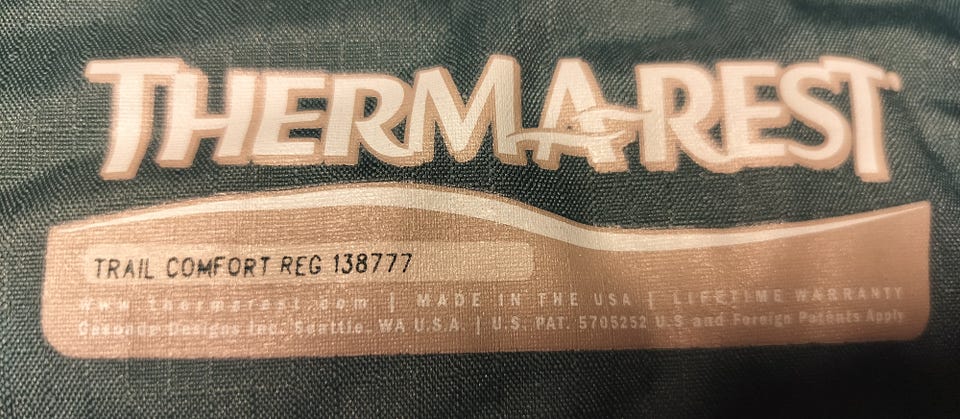 THERMAREST
TRAIL COMFORT REG 138777
www.thermarest.com | MADE IN THE USA | LIFETIME WARRANTY
Cascade Designs Inc. Seattle, WA U.S.A. | U.S. PAT. 5705252 U.S and Foreign Patents Apply